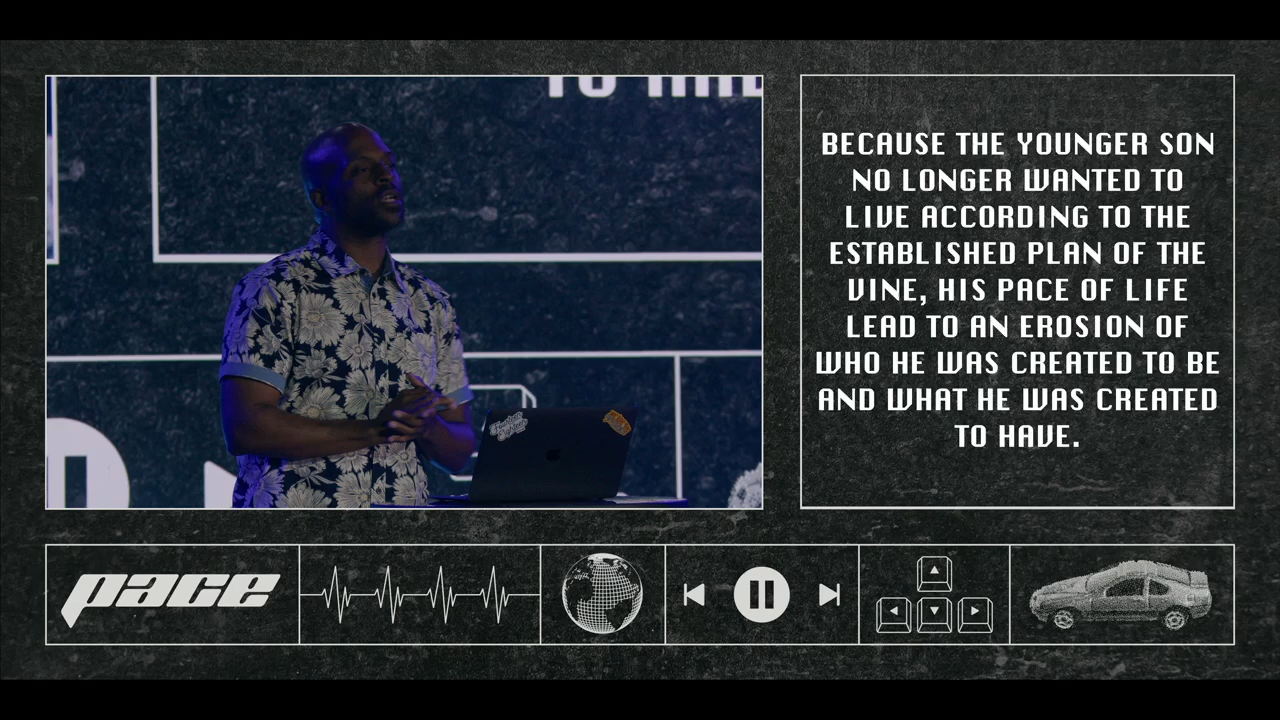 TO HAVE
BECAUSE THE YOUNGER SON
NO LONGER WANTED TO
LIVE ACCORDING TO THE
ESTABLISHED PLAN OF THE
VINE, HIS PACE OF LIFE
LEAD TO AN EROSION OF
WHO HE WAS CREATED TO BE
AND WHAT HE WAS CREATED
TO HAVE.
pace